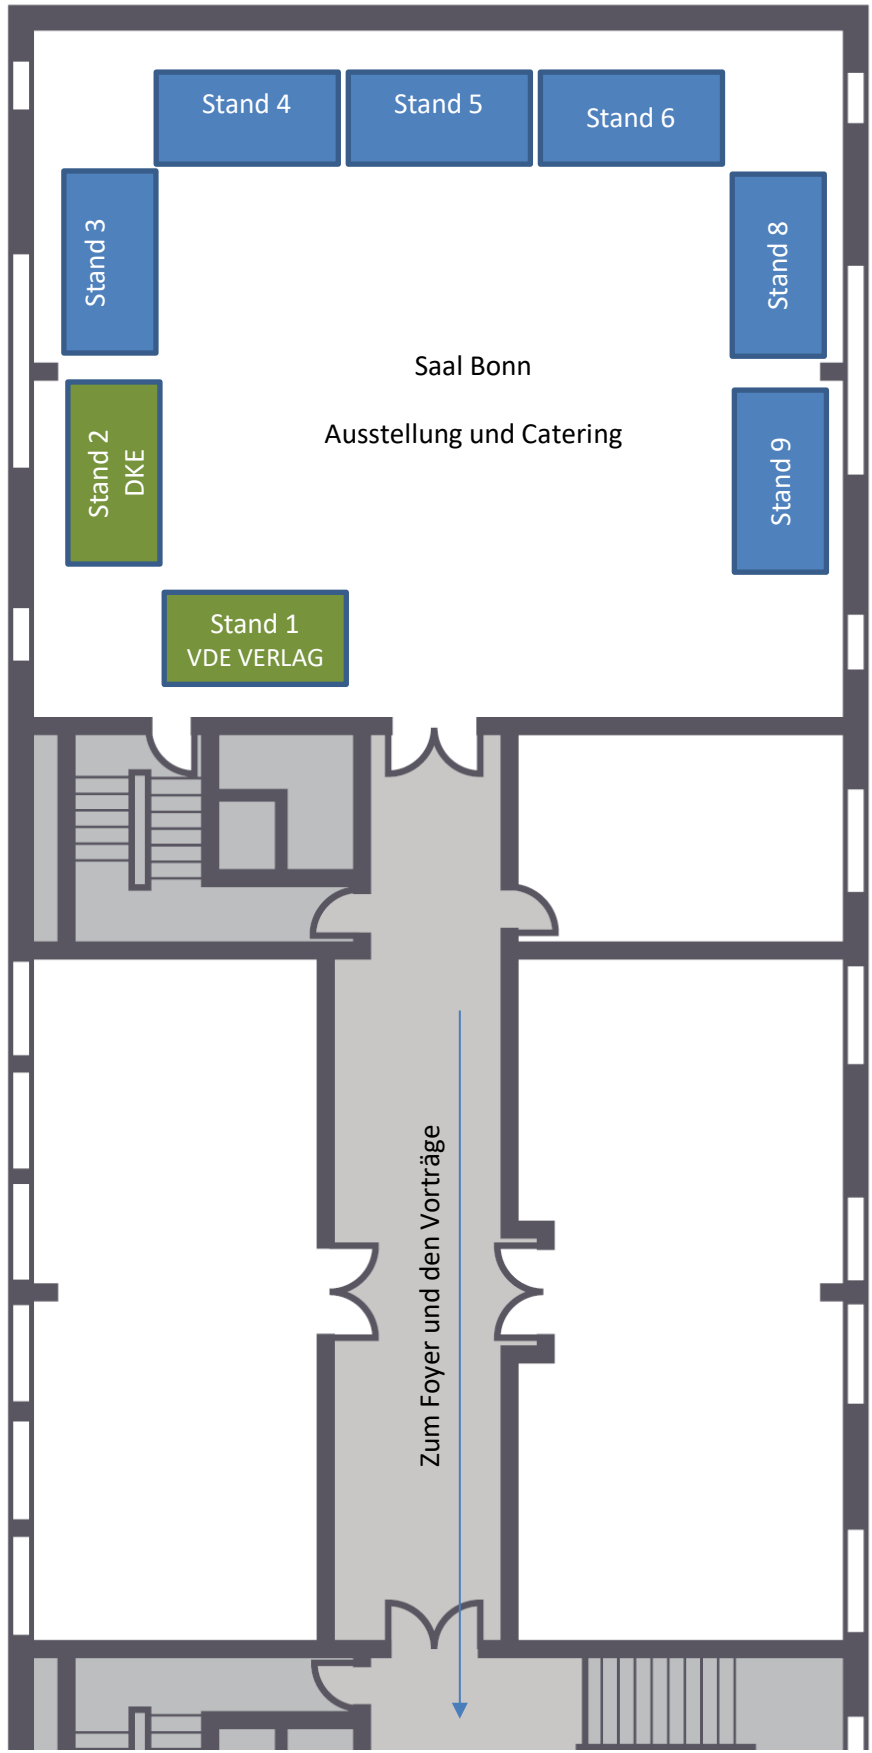 Stand 4
Stand 5
Stand 6
Stand 3
Stand 8
Saal Bonn
Ausstellung und Catering
Stand 2
DKE
Stand 9
Stand 1
VDE VERLAG
Zum Foyer und den Vorträge